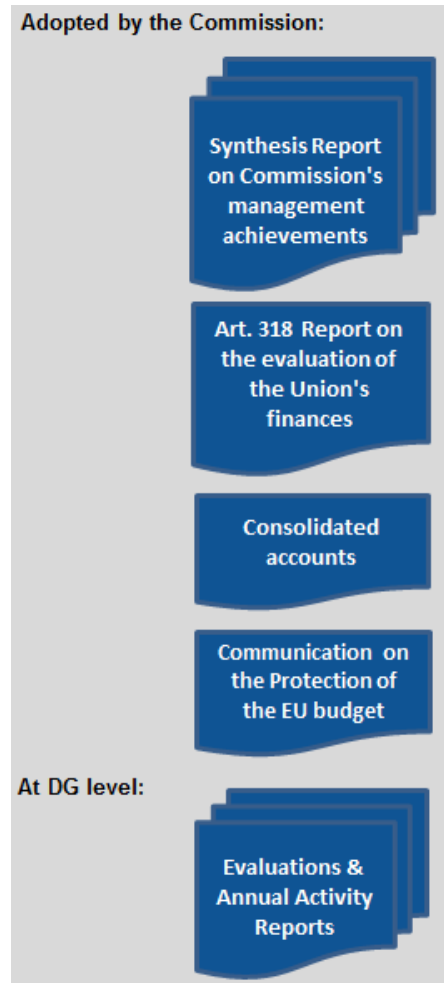 Adopted by the Commission:
Synthesis Report
on Commission's
management
achievements
Art. 318 Report on
the evaluation of
the Union's
finances
Consolidated
accounts
Communication on
the Protection of
the EU budget
At DG level:
Evaluations &
Annual Activity
Reports